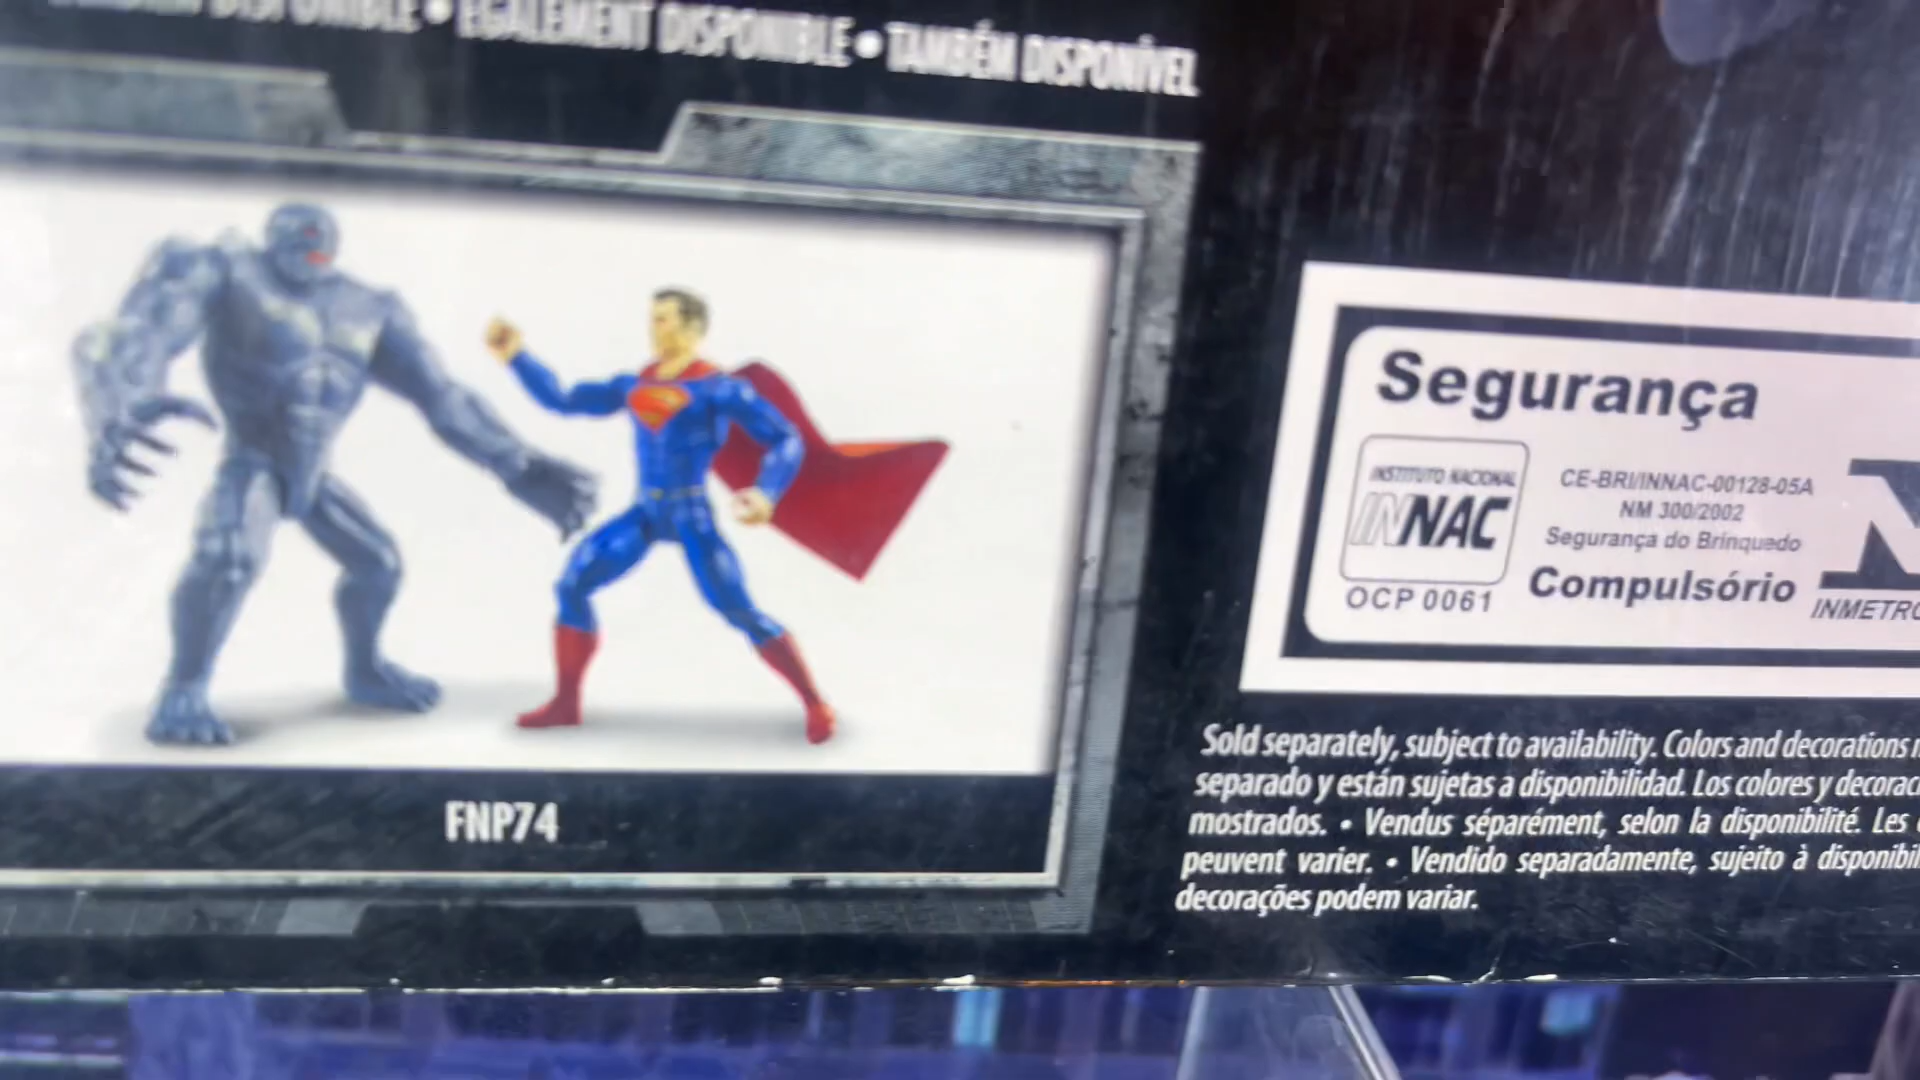 DISPONIBLE • ÉGALEMENT DISPONIBLE • TAMBÉM DISPONÍVEL
FNP74
Segurança
INSTITUTO NACIONAL
INNAC
OCP 0061
CE-BRI/INNAC-00128-05A
NM 300/2002
Segurança do Brinquedo
Compulsório
INMETRO
Sold separately, subject to availability. Colors and decorations
separado y están sujetas a disponibilidad. Los colores y
mostrados. • Vendus séparément, selon la disponibilité. Les
peuvent varier. • Vendido separadamente, sujeito à
decorações podem variar.